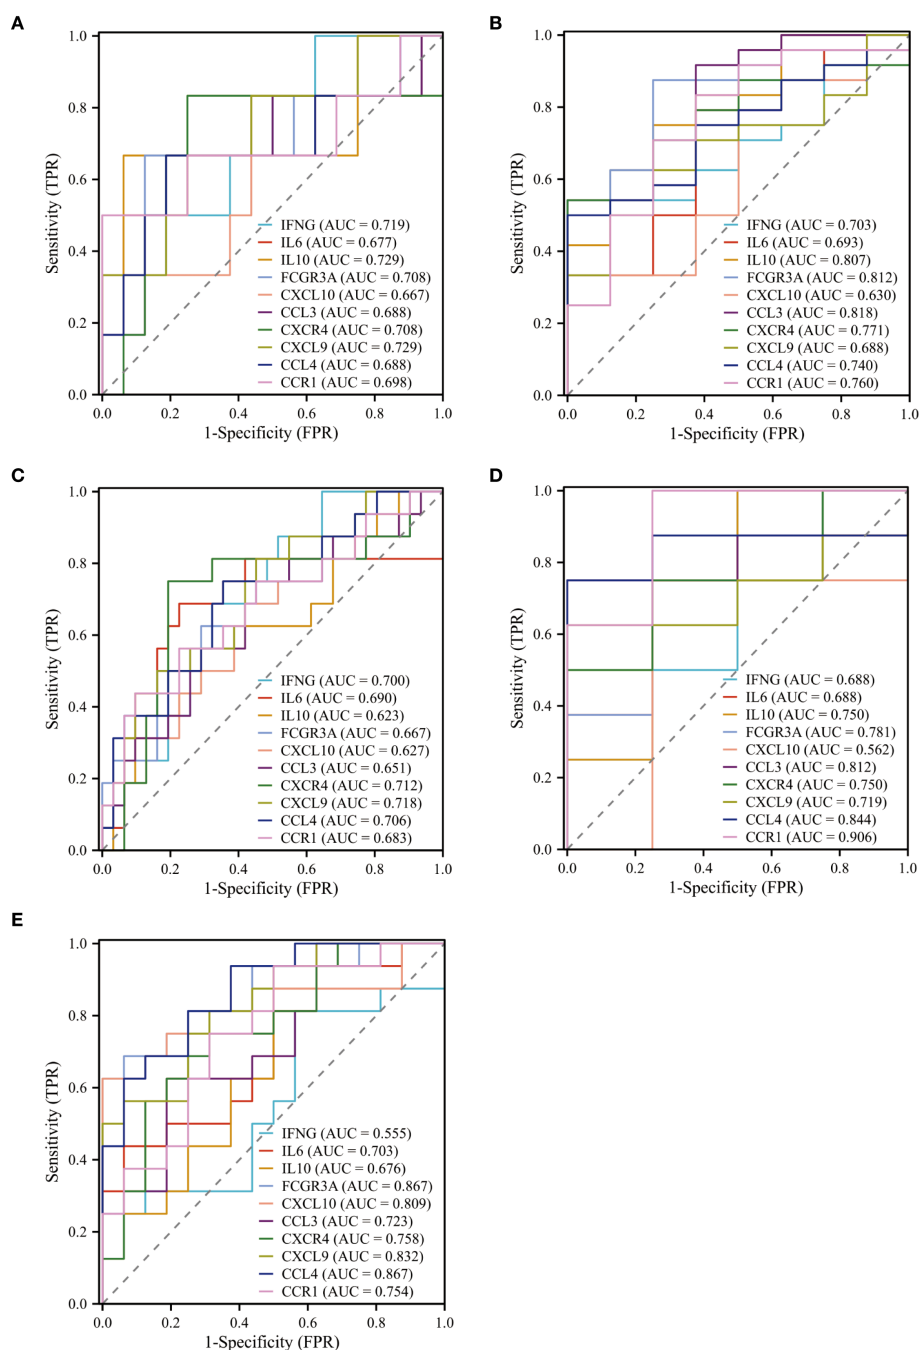 A
Sensitivity (TPR)
1.0
0.8
0.6
0.4
0.2
0.0
IFNG (AUC = 0.719)
IL6 (AUC = 0.677)
IL10 (AUC = 0.729)
FCGR3A (AUC = 0.708)
CXCL10 (AUC = 0.667)
CCL3 (AUC = 0.688)
CXCR4 (AUC = 0.708)
CXCL9 (AUC = 0.729)
CCL4 (AUC = 0.688)
CCR1 (AUC = 0.698)
0.0 0.2 0.4 0.6 0.8 1.0
1-Specificity (FPR)
B
Sensitivity (TPR)
1.0
0.8
0.6
0.4
0.2
0.0
IFNG (AUC = 0.703)
IL6 (AUC = 0.693)
IL10 (AUC = 0.807)
FCGR3A (AUC = 0.812)
CXCL10 (AUC = 0.630)
CCL3 (AUC = 0.818)
CXCR4 (AUC = 0.771)
CXCL9 (AUC = 0.688)
CCL4 (AUC = 0.740)
CCR1 (AUC = 0.760)
0.0 0.2 0.4 0.6 0.8 1.0
1-Specificity (FPR)
C
Sensitivity (TPR)
1.0
0.8
0.6
0.4
0.2
0.0
IFNG (AUC = 0.700)
IL6 (AUC = 0.690)
IL10 (AUC = 0.623)
FCGR3A (AUC = 0.667)
CXCL10 (AUC = 0.627)
CCL3 (AUC = 0.651)
CXCR4 (AUC = 0.712)
CXCL9 (AUC = 0.718)
CCL4 (AUC = 0.706)
CCR1 (AUC = 0.683)
0.0 0.2 0.4 0.6 0.8 1.0
1-Specificity (FPR)
D
Sensitivity (TPR)
1.0
0.8
0.6
0.4
0.2
0.0
IFNG (AUC = 0.688)
IL6 (AUC = 0.688)
IL10 (AUC = 0.750)
FCGR3A (AUC = 0.781)
CXCL10 (AUC = 0.562)
CCL3 (AUC = 0.812)
CXCR4 (AUC = 0.750)
CXCL9 (AUC = 0.719)
CCL4 (AUC = 0.844)
CCR1 (AUC = 0.906)
0.0 0.2 0.4 0.6 0.8 1.0
1-Specificity (FPR)
E
Sensitivity (TPR)
1.0
0.8
0.6
0.4
0.2
0.0
IFNG (AUC = 0.555)
IL6 (AUC = 0.703)
IL10 (AUC = 0.676)
FCGR3A (AUC = 0.867)
CXCL10 (AUC = 0.809)
CCL3 (AUC = 0.723)
CXCR4 (AUC = 0.758)
CXCL9 (AUC = 0.832)
CCL4 (AUC = 0.867)
CCR1 (AUC = 0.754)
0.0 0.2 0.4 0.6 0.8 1.0
1-Specificity (FPR)